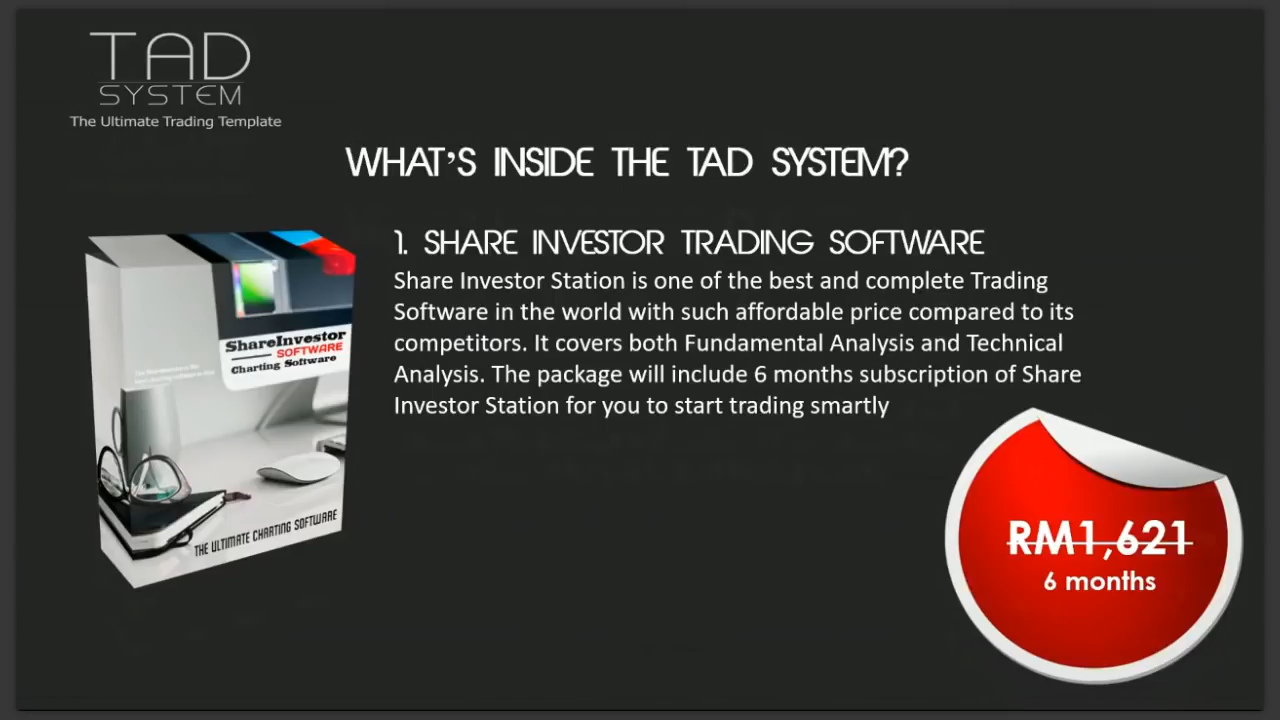 TAD
SYSTEM
The Ultimate Trading Template
WHAT'S INSIDE THE TAD SYSTEM?
1. SHARE INVESTOR TRADING SOFTWARE
Share Investor Station is one of the best and complete Trading
Software in the world with such affordable price compared to its
competitors. It covers both Fundamental Analysis and Technical
Analysis. The package will include 6 months subscription of Share
Investor Station for you to start trading smartly
ShareInvestor
SOFTWARE
Charting Software
THE ULTIMATE CHARTING SOFTWARE
RM1,621
6 months